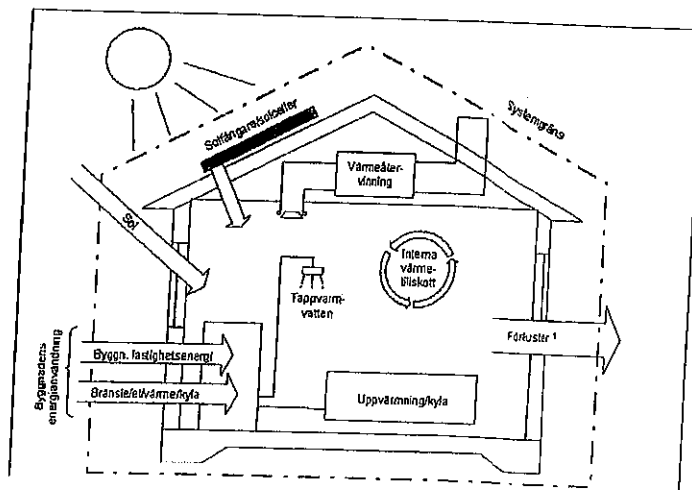 Solfångare/solceller
Systemgräns
Värmeåter-
vinning
Sol
Interna
värme-
tillskott
Tappvarm-
vatten
Förluster 1
Byggnadens
energianvändning
Byggn. fastighetsenergi
Bränsle/el/värme/kyla
Uppvärmning/kyla